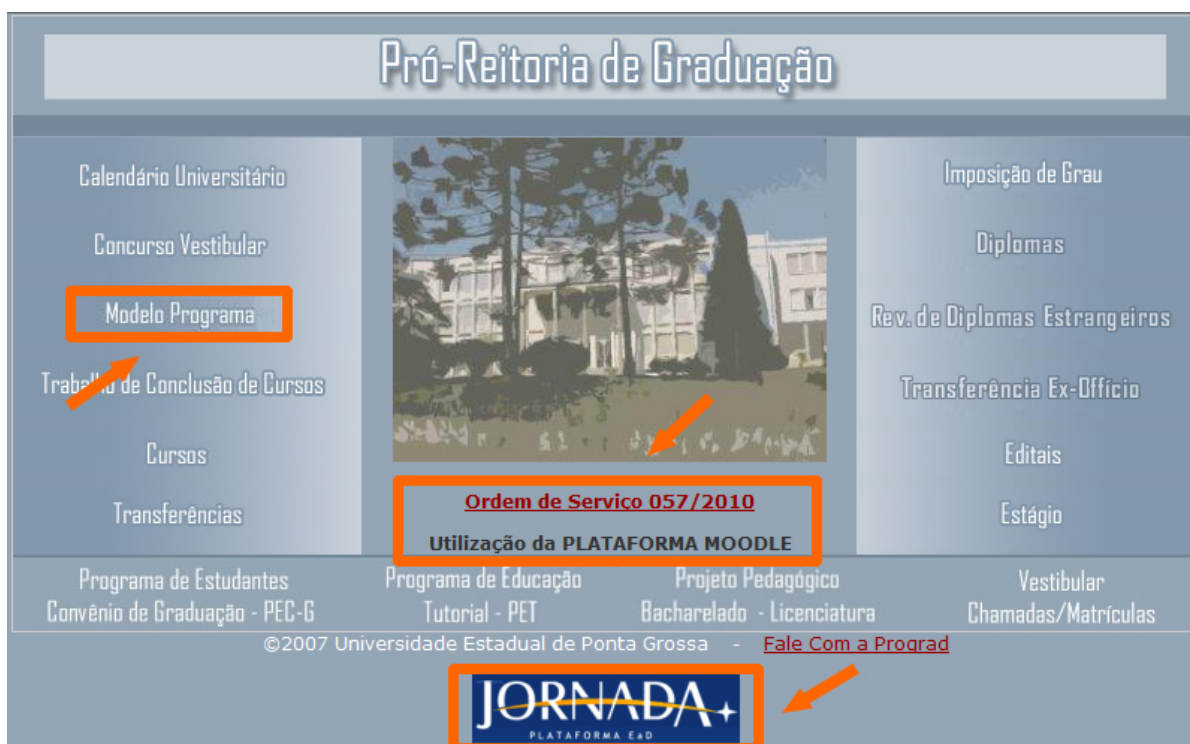 Pró-Reitoria de Graduação
Calendário Universitário
Concurso Vestibular
Modelo Programa
Trabalho de Conclusão de Cursos
Cursos
Transferências
Imposição de Grau
Diplomas
Rev. de Diplomas Estrangeiros
Transferência Ex-Offício
Editais
Estágio
Ordem de Serviço 057/2010
Utilização da PLATAFORMA MOODLE
Programa de Estudantes
Convênio de Graduação - PEC-G
Programa de Educação
Tutorial - PET
Projeto Pedagógico
Bacharelado - Licenciatura
Vestibular
Chamadas/Matrículas
©2007 Universidade Estadual de Ponta Grossa - Fale Com a Prograd
JORNADA+
PLATAFORMA EaD